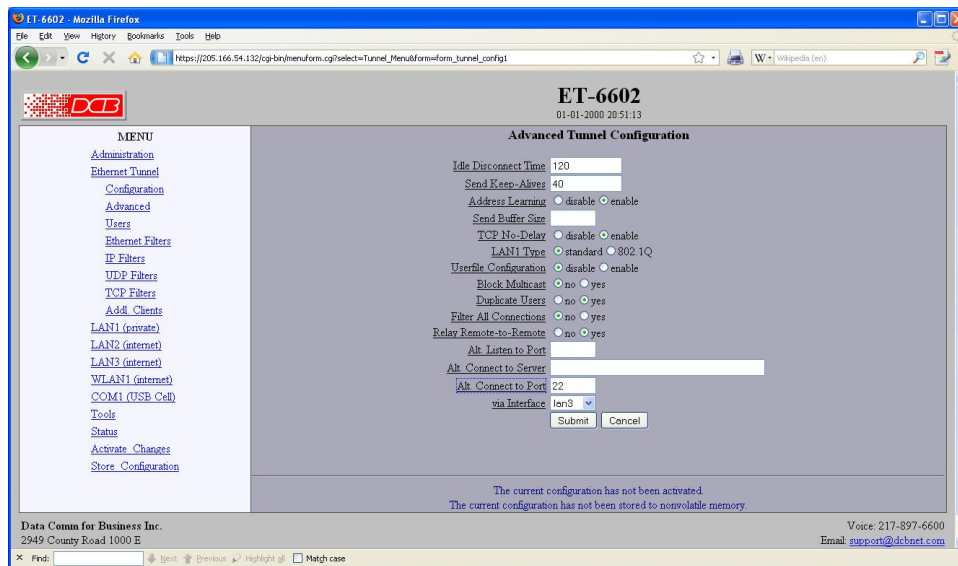 ET-6602 - Mozilla Firefox
File Edit View History Bookmarks Tools Help
https://205.166.54.132/cgi-bin/menuform.cgi?select=Tunnel_Menu&form=form_tunnel_config1
W Wikipedia (en)
DCB
ET-6602
01-01-2000 20:51:13
MENU
Administration
Ethernet Tunnel
Configuration
Advanced
Users
Ethernet Filters
IP Filters
UDP Filters
TCP Filters
Addl. Clients
LAN1 (private)
LAN2 (internet)
LAN3 (internet)
WLAN1 (internet)
COM1 (USB Cell)
Tools
Status
Activate Changes
Store Configuration
Advanced Tunnel Configuration
Idle Disconnect Time 120
Send Keep-Alives 40
Address Learning disable enable
Send Buffer Size
TCP No-Delay disable enable
LAN1 Type standard 802.1Q
Userfile Configuration disable enable
Block Multicast no yes
Duplicate Users no yes
Filter All Connections no yes
Relay Remote-to-Remote no yes
Alt. Listen to Port
Alt. Connect to Server
Alt. Connect to Port 22
via Interface lan3
Submit Cancel
The current configuration has not been activated.
The current configuration has not been stored to nonvolatile memory.
Data Comm for Business Inc.
2949 County Road 1000 E
Voice: 217-897-6600
Email: support@dcbnet.com
Find: Next Previous Highlight all Match case